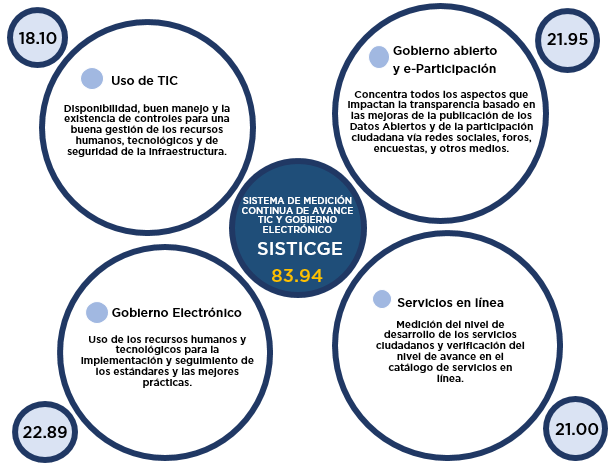 18.10
Uso de TIC
Disponibilidad, buen manejo y la
existencia de controles para una
buena gestión de los recursos
humanos, tecnológicos y de
seguridad de la infraestructura.
21.95
Gobierno abierto
y e-Participación
Concentra todos los aspectos que
impactan la transparencia basado en
las mejoras de la publicación de los
Datos Abiertos y de la participación
ciudadana vía redes sociales, foros,
encuestas, y otros medios.
SISTEMA DE MEDICIÓN
CONTINUA DE AVANCE
TIC Y GOBIERNO
ELECTRÓNICO
SISTICGE
83.94
Gobierno Electrónico
Uso de los recursos humanos y
tecnológicos para la
implementación y seguimiento de
los estándares y las mejores
prácticas.
22.89
Servicios en línea
Medición del nivel de
desarrollo de los servicios
ciudadanos y verificación del
nivel de avance en el
catálogo de servicios en
línea.
21.00